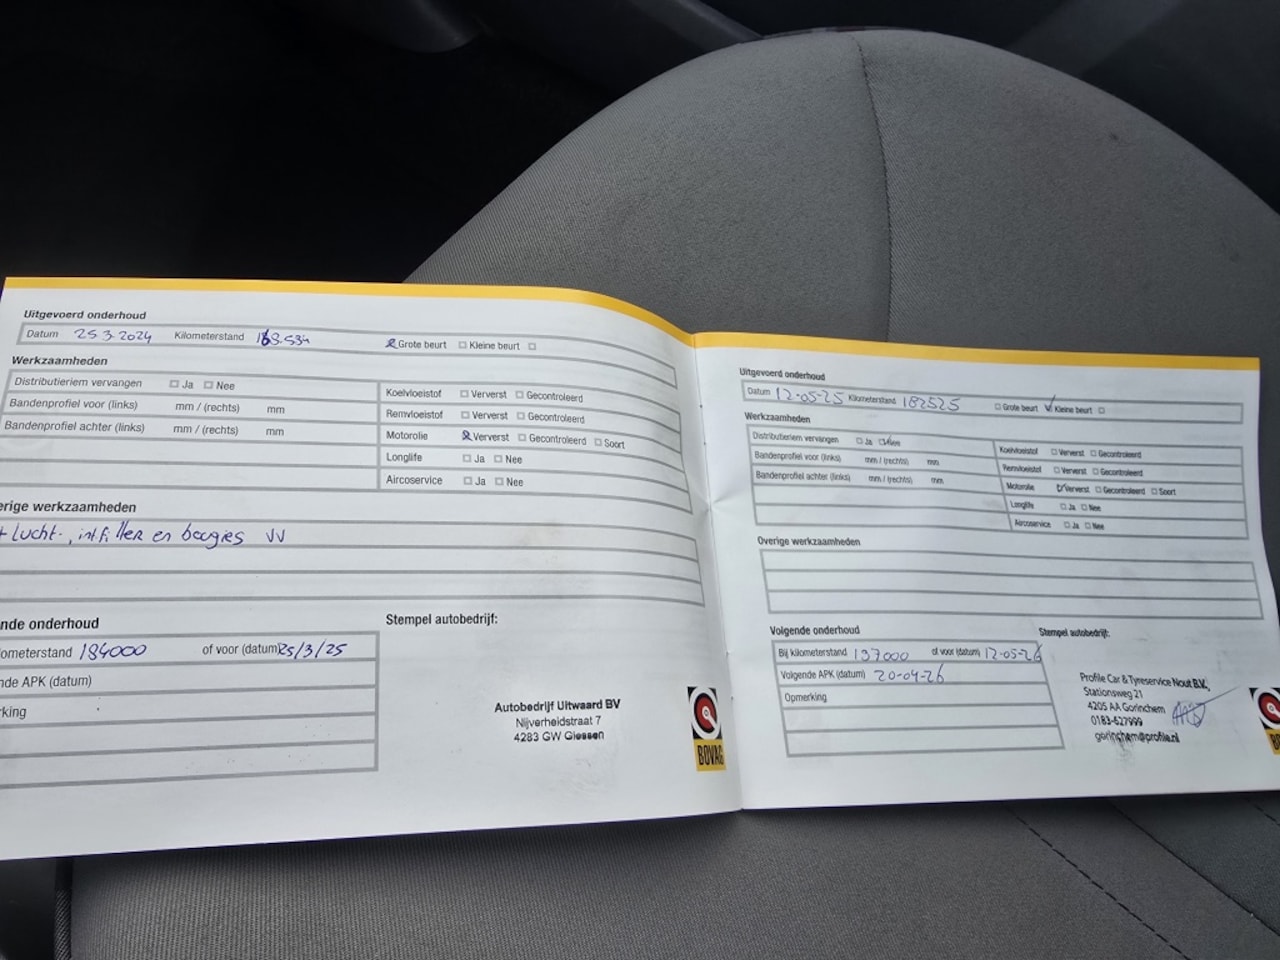 Uitgevoerd onderhoud
Datum 25-3-2024 Kilometerstand 168.534 Grote beurt Kleine beurt
Werkzaamheden
Distributieriem vervangen Ja Nee
Bandenprofiel voor (links) mm / (rechts) mm
Bandenprofiel achter (links) mm / (rechts) mm
Koelvloeistof Ververst Gecontroleerd
Remvloeistof Ververst Gecontroleerd
Motorolie Ververst Gecontroleerd Soort
Longlife Ja Nee
Aircoservice Ja Nee
erige werkzaamheden
+ Lucht-, int.filter en bougies VV
nde onderhoud
ometerstand 184000 of voor (datum) 25/3/25
nde APK (datum)
king
Stempel autobedrijf:
Autobedrijf Uitwaard BV
Nijverheidstraat 7
4283 GW Giessen
BOVAG
Uitgevoerd onderhoud
Datum 12-05-25 Kilometerstand 182525 Grote beurt Kleine beurt
Werkzaamheden
Distributieriem vervangen Ja Nee
Bandenprofiel voor (links) mm / (rechts) mm
Bandenprofiel achter (links) mm / (rechts) mm
Koelvloeistof Ververst Gecontroleerd
Remvloeistof Ververst Gecontroleerd
Motorolie Ververst Gecontroleerd Soort
Longlife Ja Nee
Aircoservice Ja Nee
Overige werkzaamheden
Volgende onderhoud
Bij kilometerstand 197000 of voor (datum) 12-05-26
Volgende APK (datum) 20-04-26
Opmerking
Stempel autobedrijf:
Profile Car & Tyreservice Nout B.V.
Stationsweg 21
4205 AA Gorinchem
0183-627999
gorinchem@profile.nl
BO